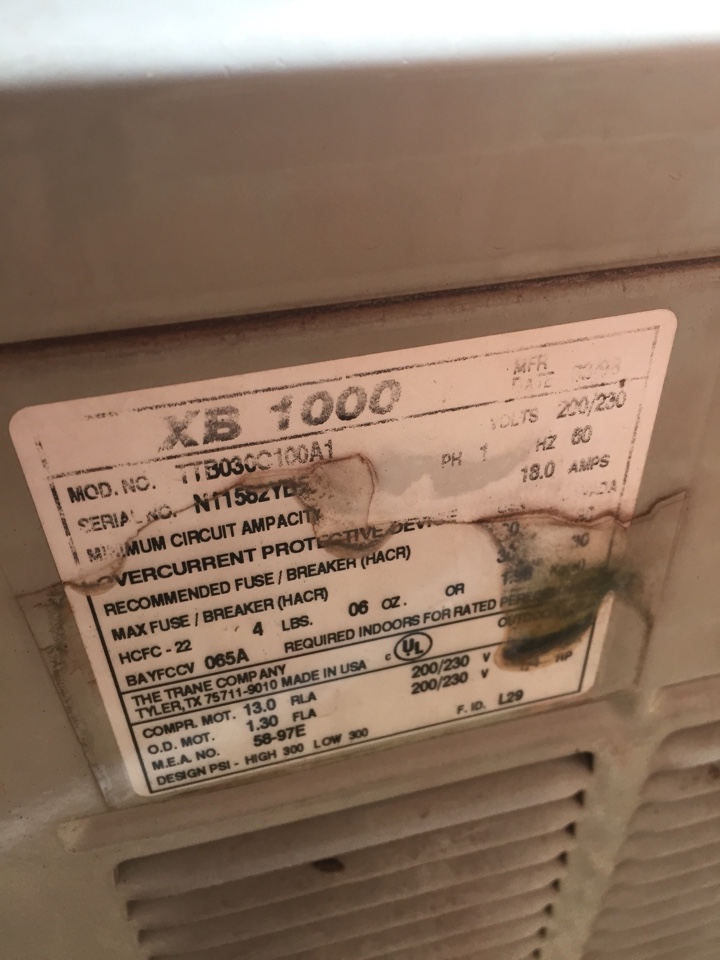 XB 1000
MFR DATE
MOD. NO. TTB030C100A1
VOLTS 200/230
SERIAL NO.
PH 1 HZ 60
MINIMUM CIRCUIT AMPACITY 18.0 AMPS
OVERCURRENT PROTECTIVE DEVICE
RECOMMENDED FUSE / BREAKER (HACR)
MAX FUSE / BREAKER (HACR)
HCFC - 22 4 LBS. 06 OZ. OR
BAYFCCV 065A REQUIRED INDOORS FOR RATED
THE TRANE COMPANY
TYLER, TX 75711-9010 MADE IN USA c UL
COMPR. MOT. 13.0 RLA 200/230 V
O.D. MOT. 1.30 FLA 200/230 V HP
M.E.A. NO. 58-97E F. ID. L29
DESIGN PSI - HIGH 300 LOW 300